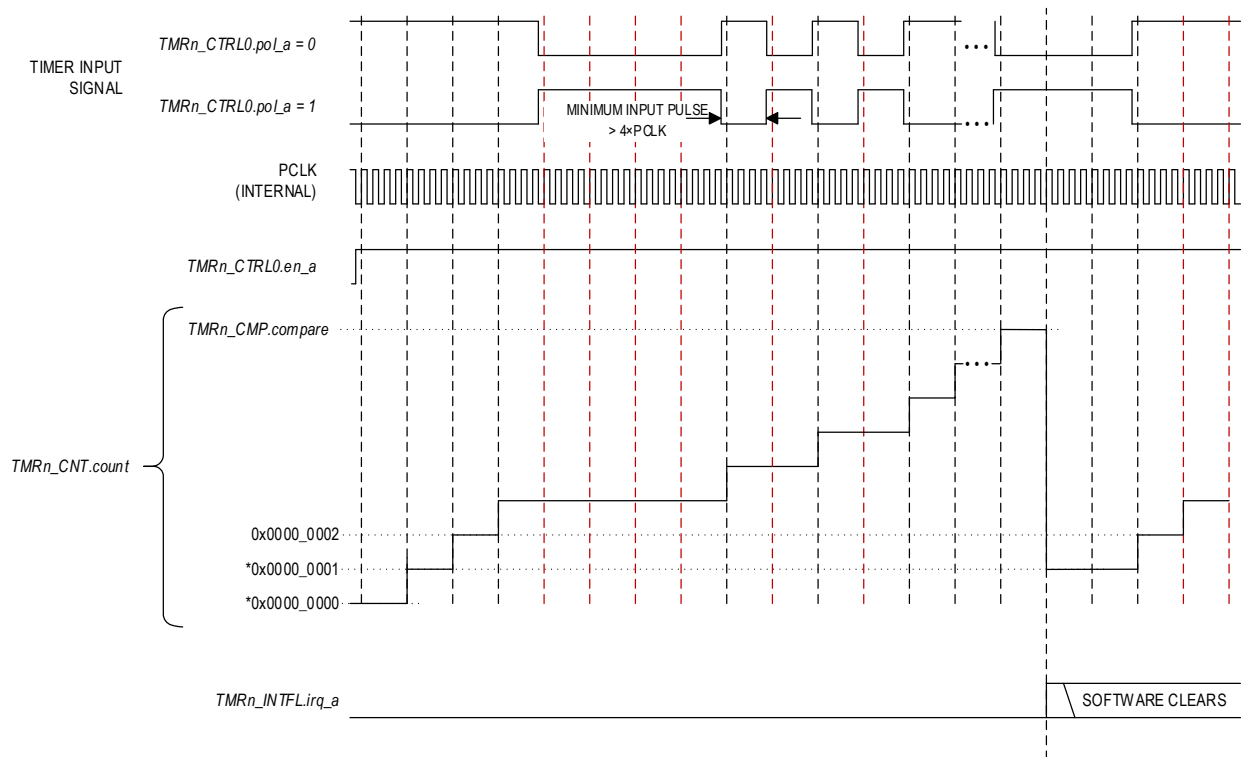 TMRn_CTRL0.pol_a = 0
TIMER INPUT
SIGNAL
TMRn_CTRL0.pol_a = 1
MINIMUM INPUT PULSE
> 4×PCLK
PCLK
(INTERNAL)
TMRn_CTRL0.en_a
TMRn_CMP.compare
TMRn_CNT.count
0x0000_0002
*0x0000_0001
*0x0000_0000
TMRn_INTFL.irq_a
SOFTWARE CLEARS